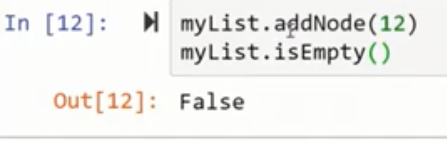 In [12]: myList.addNode(12)
myList.isEmpty()
Out[12]: False